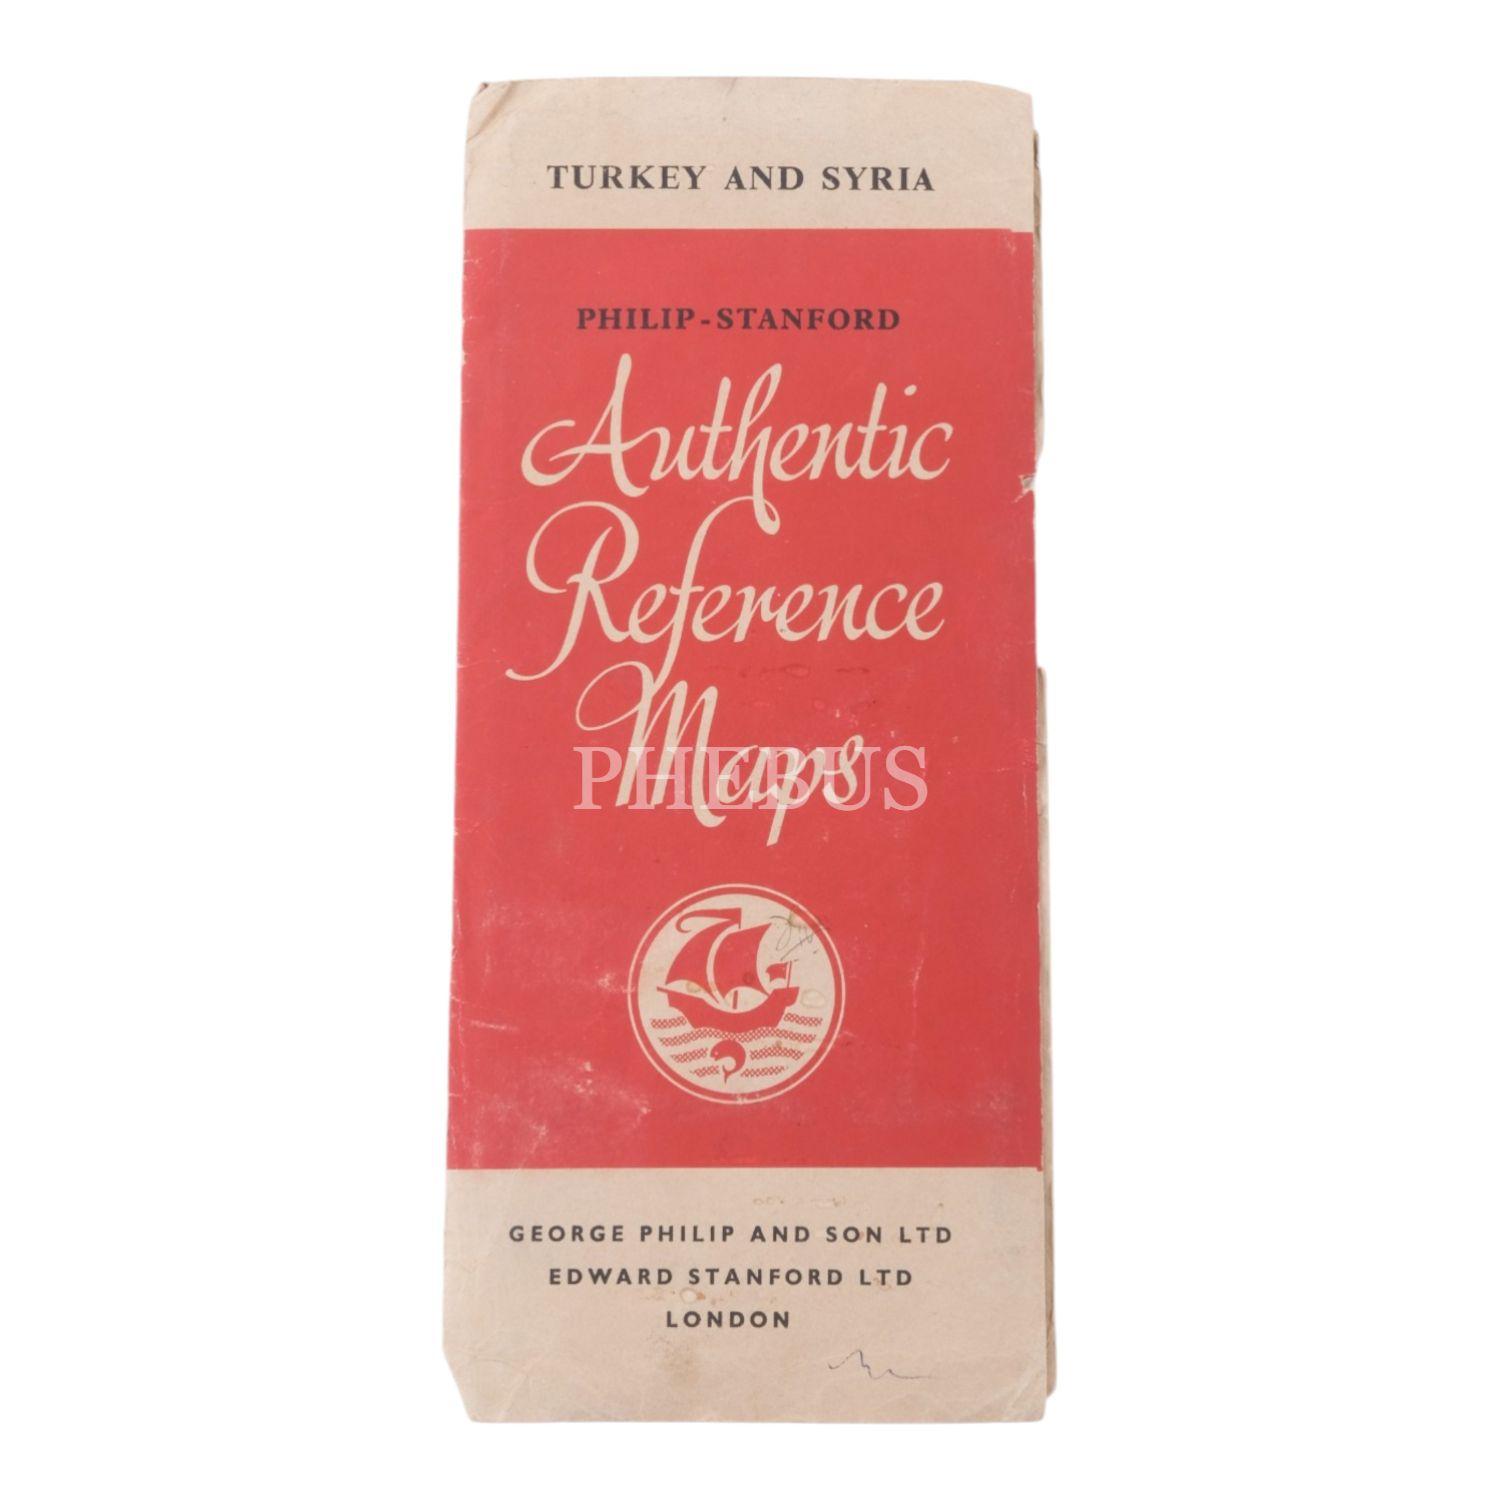 TURKEY AND SYRIA
PHILIP-STANFORD
Authentic
Reference
Maps
PHEBUS
GEORGE PHILIP AND SON LTD
EDWARD STANFORD LTD
LONDON